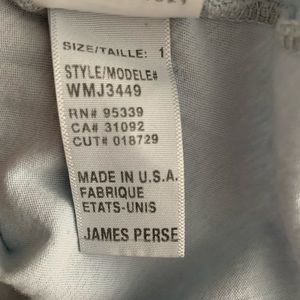 SIZE/TAILLE: 1
STYLE/MODELE#
WMJ3449
RN# 95339
CA# 31092
CUT# 018729
MADE IN U.S.A.
FABRIQUE
ETATS-UNIS
JAMES PERSE